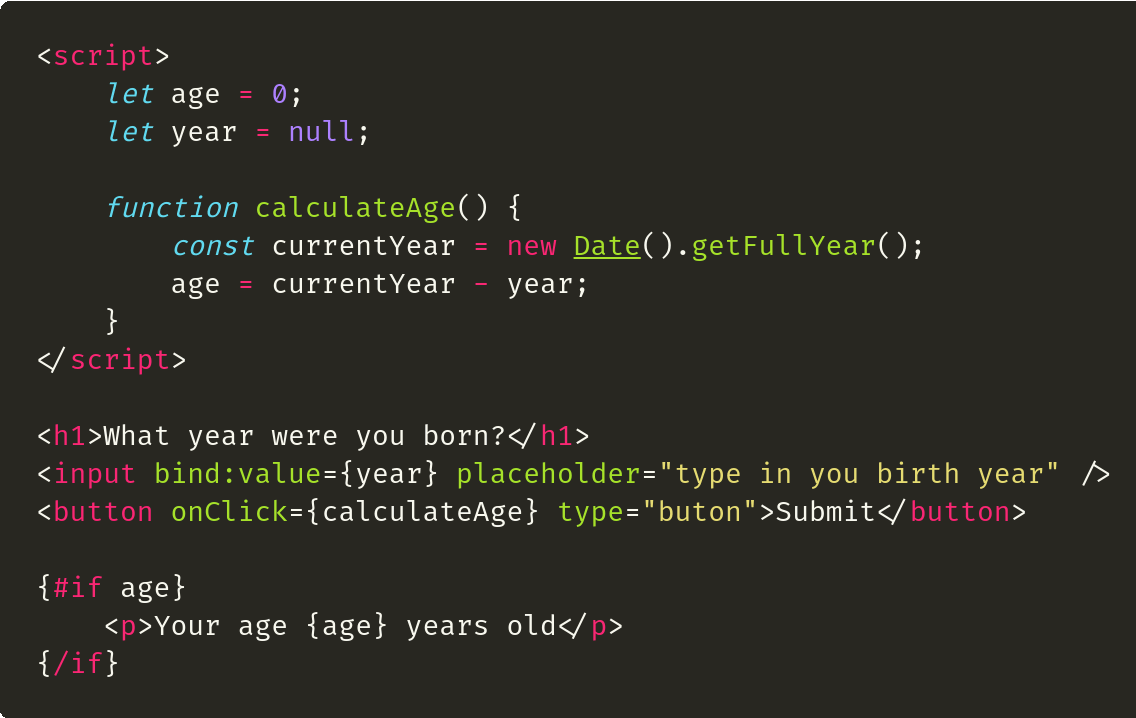 <script>
    let age = 0;
    let year = null;

    function calculateAge() {
        const currentYear = new Date().getFullYear();
        age = currentYear - year;
    }
</script>

<h1>What year were you born?</h1>
<input bind:value={year} placeholder="type in you birth year" />
<button onClick={calculateAge} type="buton">Submit</button>

{#if age}
    <p>Your age {age} years old</p>
{/if}